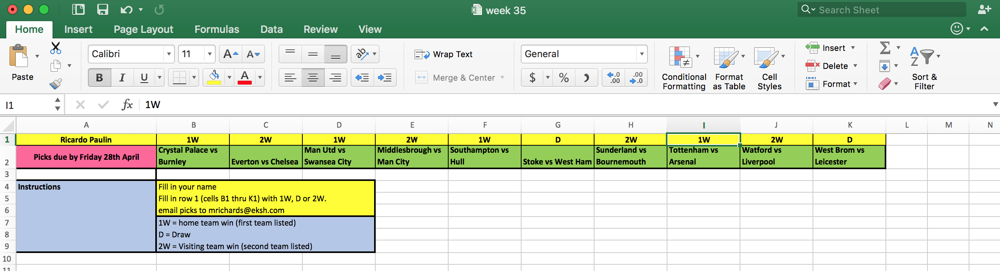 week 35
Search Sheet
Home Insert Page Layout Formulas Data Review View
Paste
Calibri 11 A A
B I U A
ab
Wrap Text
Merge & Center
General
$ % .0 .00 .00 .0
Conditional Formatting
Format as Table
Cell Styles
Insert
Delete
Format
Σ
A Z
Sort & Filter
I1 fx 1W
A B C D E F G H I J K L M N
1 Ricardo Paulin 1W 2W 1W 2W 1W D 2W 1W 2W D
Crystal Palace vs Man Utd vs Middlesbrough vs Southampton vs Sunderland vs Tottenham vs Watford vs West Brom vs
2 Picks due by Friday 28th April Burnley Everton vs Chelsea Swansea City Man City Hull Stoke vs West Ham Bournemouth Arsenal Liverpool Leicester
3
4 Instructions Fill in your name
5 Fill in row 1 (cells B1 thru K1) with 1W, D or 2W.
6 email picks to mrichards@eksh.com
7 1W = home team win (first team listed)
8 D = Draw
9 2W = Visiting team win (second team listed)
10
11